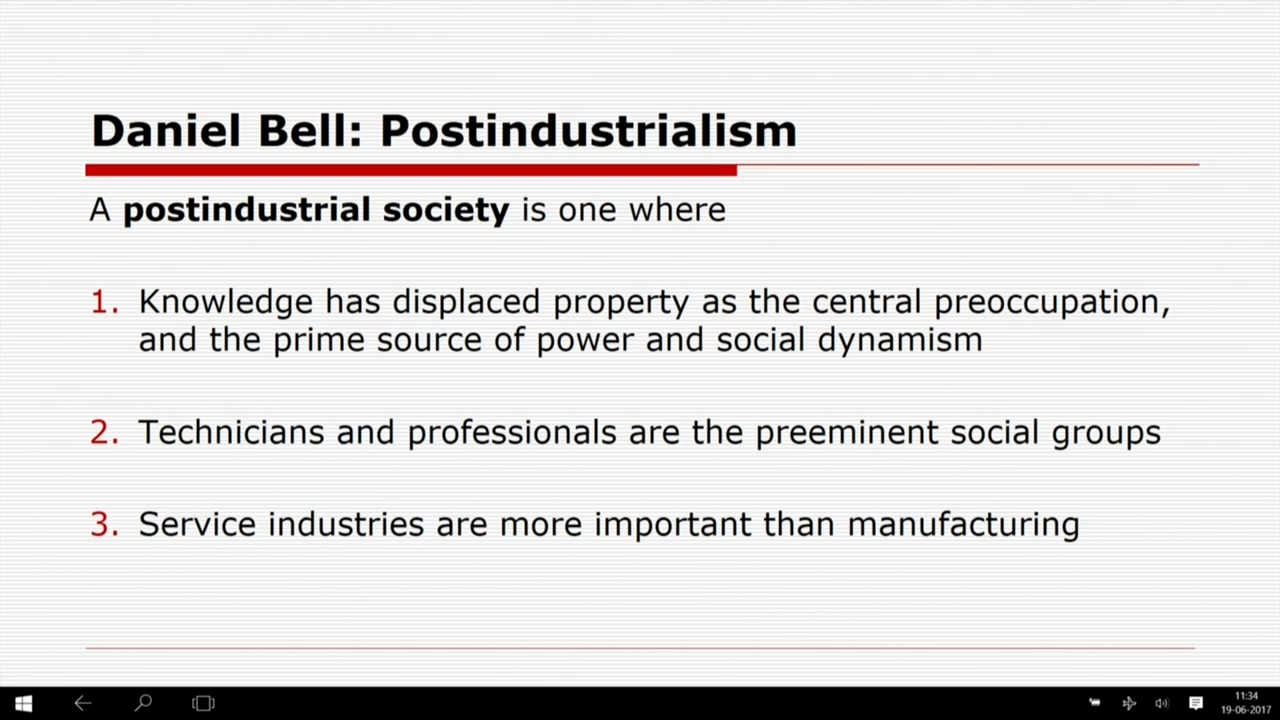 Daniel Bell: Postindustrialism
A postindustrial society is one where
1. Knowledge has displaced property as the central preoccupation,
and the prime source of power and social dynamism
2. Technicians and professionals are the preeminent social groups
3. Service industries are more important than manufacturing
11:34
19-06-2017